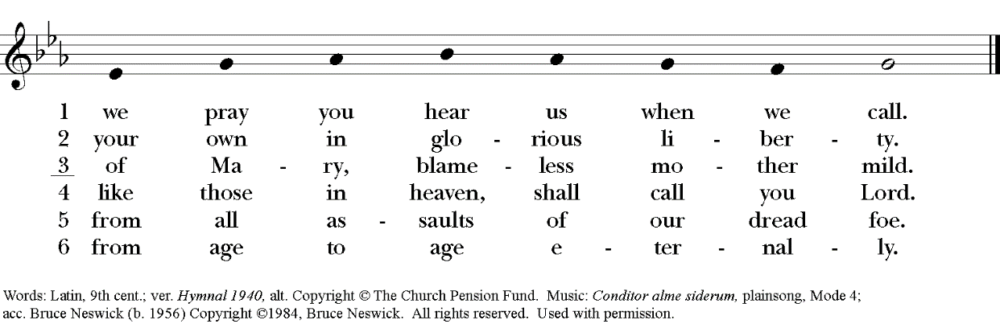 1 we pray you hear us when we call.
2 your own in glo - rious li - ber - ty.
3 of Ma - ry, blame - less mo - ther mild.
4 like those in heaven, shall call you Lord.
5 from all as - saults of our dread foe.
6 from age to age e - ter - nal - ly.
Words: Latin, 9th cent.; ver. Hymnal 1940, alt. Copyright © The Church Pension Fund. Music: Conditor alme siderum, plainsong, Mode 4;
acc. Bruce Neswick (b. 1956) Copyright ©1984, Bruce Neswick. All rights reserved. Used with permission.